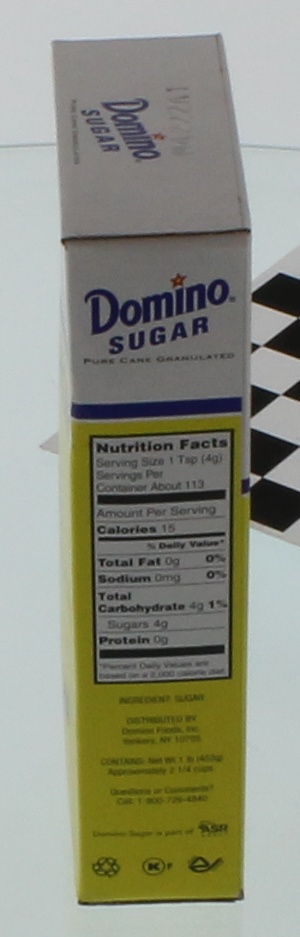 Domino
SUGAR
Domino®
SUGAR
PURE CANE GRANULATED
Nutrition Facts
Serving Size 1 Tsp (4g)
Servings Per
Container About 113
Amount Per Serving
Calories 15
% Daily Value*
Total Fat 0g 0%
Sodium 0mg 0%
Total
Carbohydrate 4g 1%
Sugars 4g
Protein 0g
*Percent Daily Values are
based on a 2,000 calorie diet.
INGREDIENT: SUGAR
DISTRIBUTED BY
Domino Foods, Inc.
Yonkers, NY 10705
CONTAINS: Net Wt 1 lb (453g)
Approximately 2 1/4 cups
Questions or Comments?
Call: 1-800-729-4840
Domino Sugar is part of ASR
K P